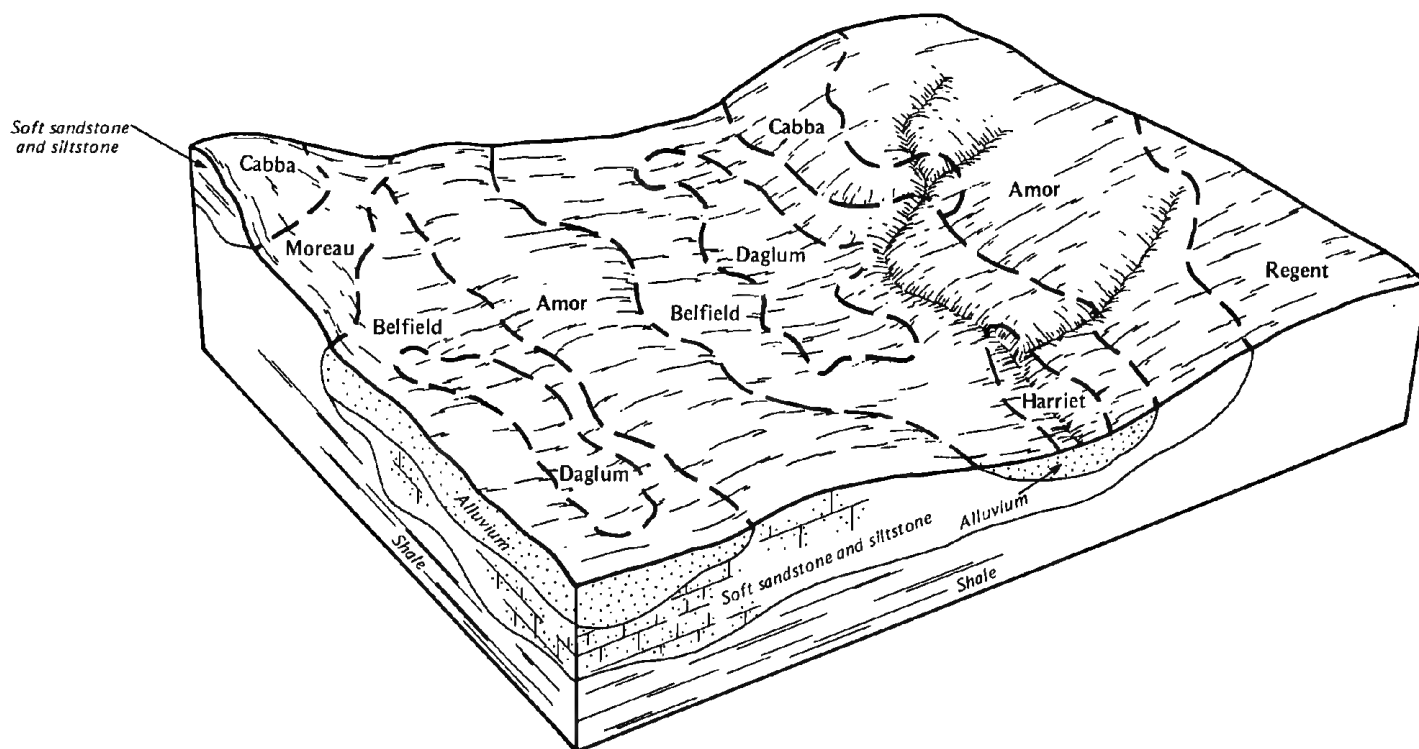 Soft sandstone
and siltstone
Cabba
Cabba
Moreau
Amor
Daglum
Regent
Amor
Belfield
Belfield
Harriet
Daglum
Alluvium
Shale
Soft sandstone and siltstone
Alluvium
Shale